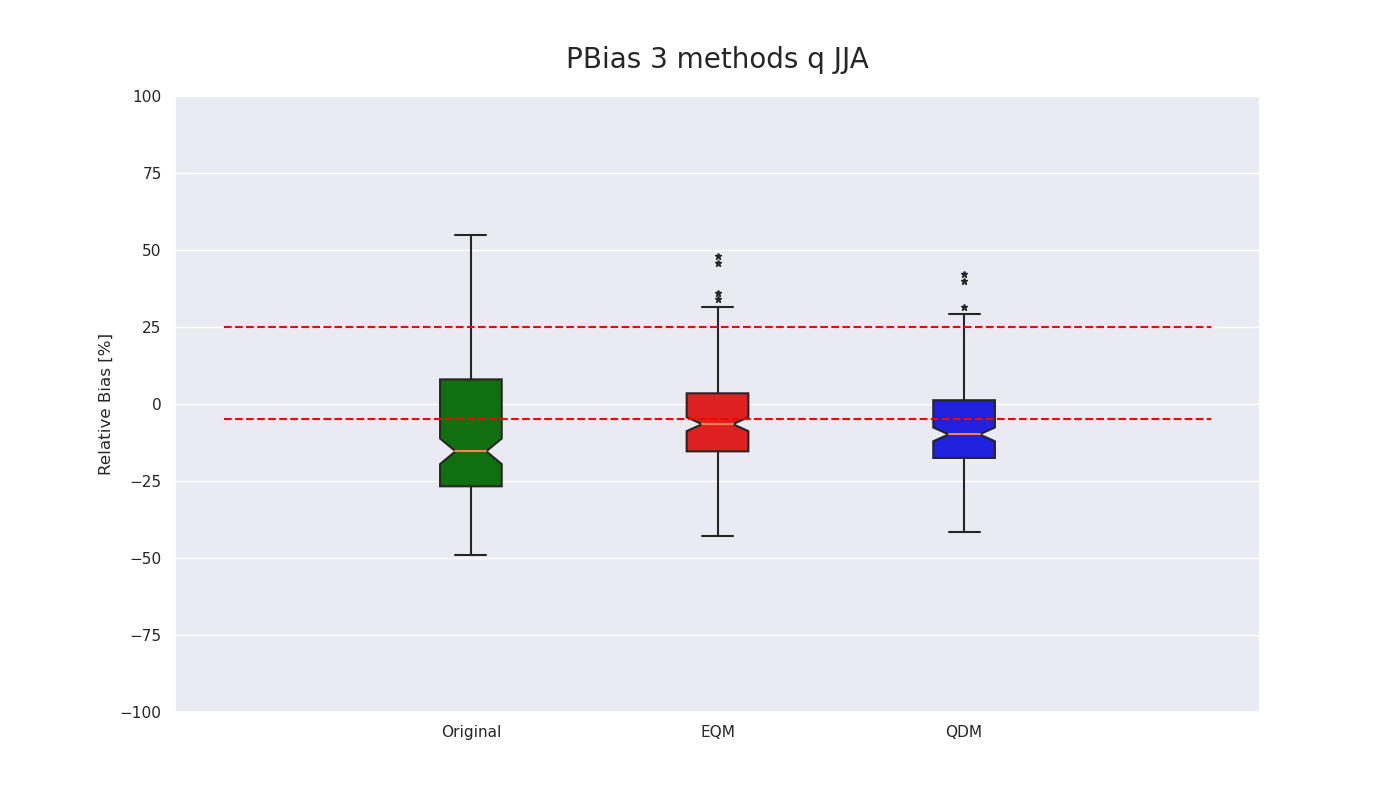 PBias 3 methods q JJA
100
75
50
25
0
−25
−50
−75
−100
Relative Bias [%]
Original
EQM
QDM